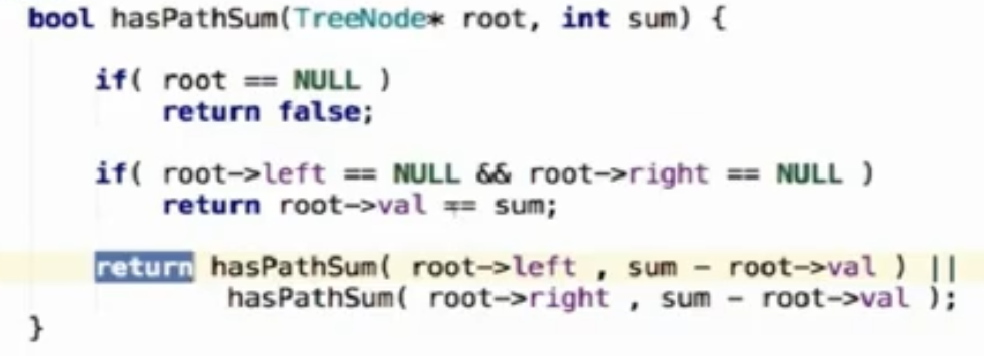 bool hasPathSum(TreeNode* root, int sum) {
if( root == NULL )
return false;
if( root->left == NULL && root->right == NULL )
return root->val == sum;
return hasPathSum( root->left , sum - root->val ) ||
hasPathSum( root->right , sum - root->val );
}